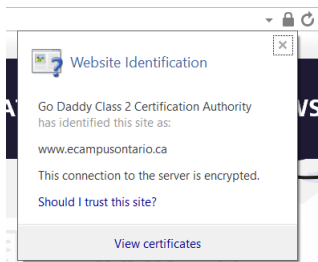 Website Identification
Go Daddy Class 2 Certification Authority
has identified this site as:
www.ecampusontario.ca
This connection to the server is encrypted.
Should I trust this site?
View certificates